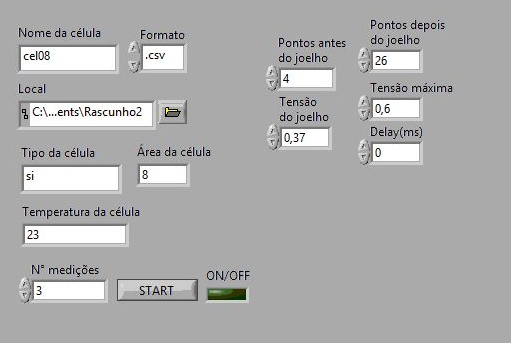 Nome da célula
cel08
Formato
.csv
Local
C:\...ents\Rascunho2
Tipo da célula
si
Área da célula
8
Temperatura da célula
23
N° medições
3
START
ON/OFF
Pontos antes
do joelho
4
Tensão
do joelho
0,37
Pontos depois
do joelho
26
Tensão máxima
0,6
Delay(ms)
0